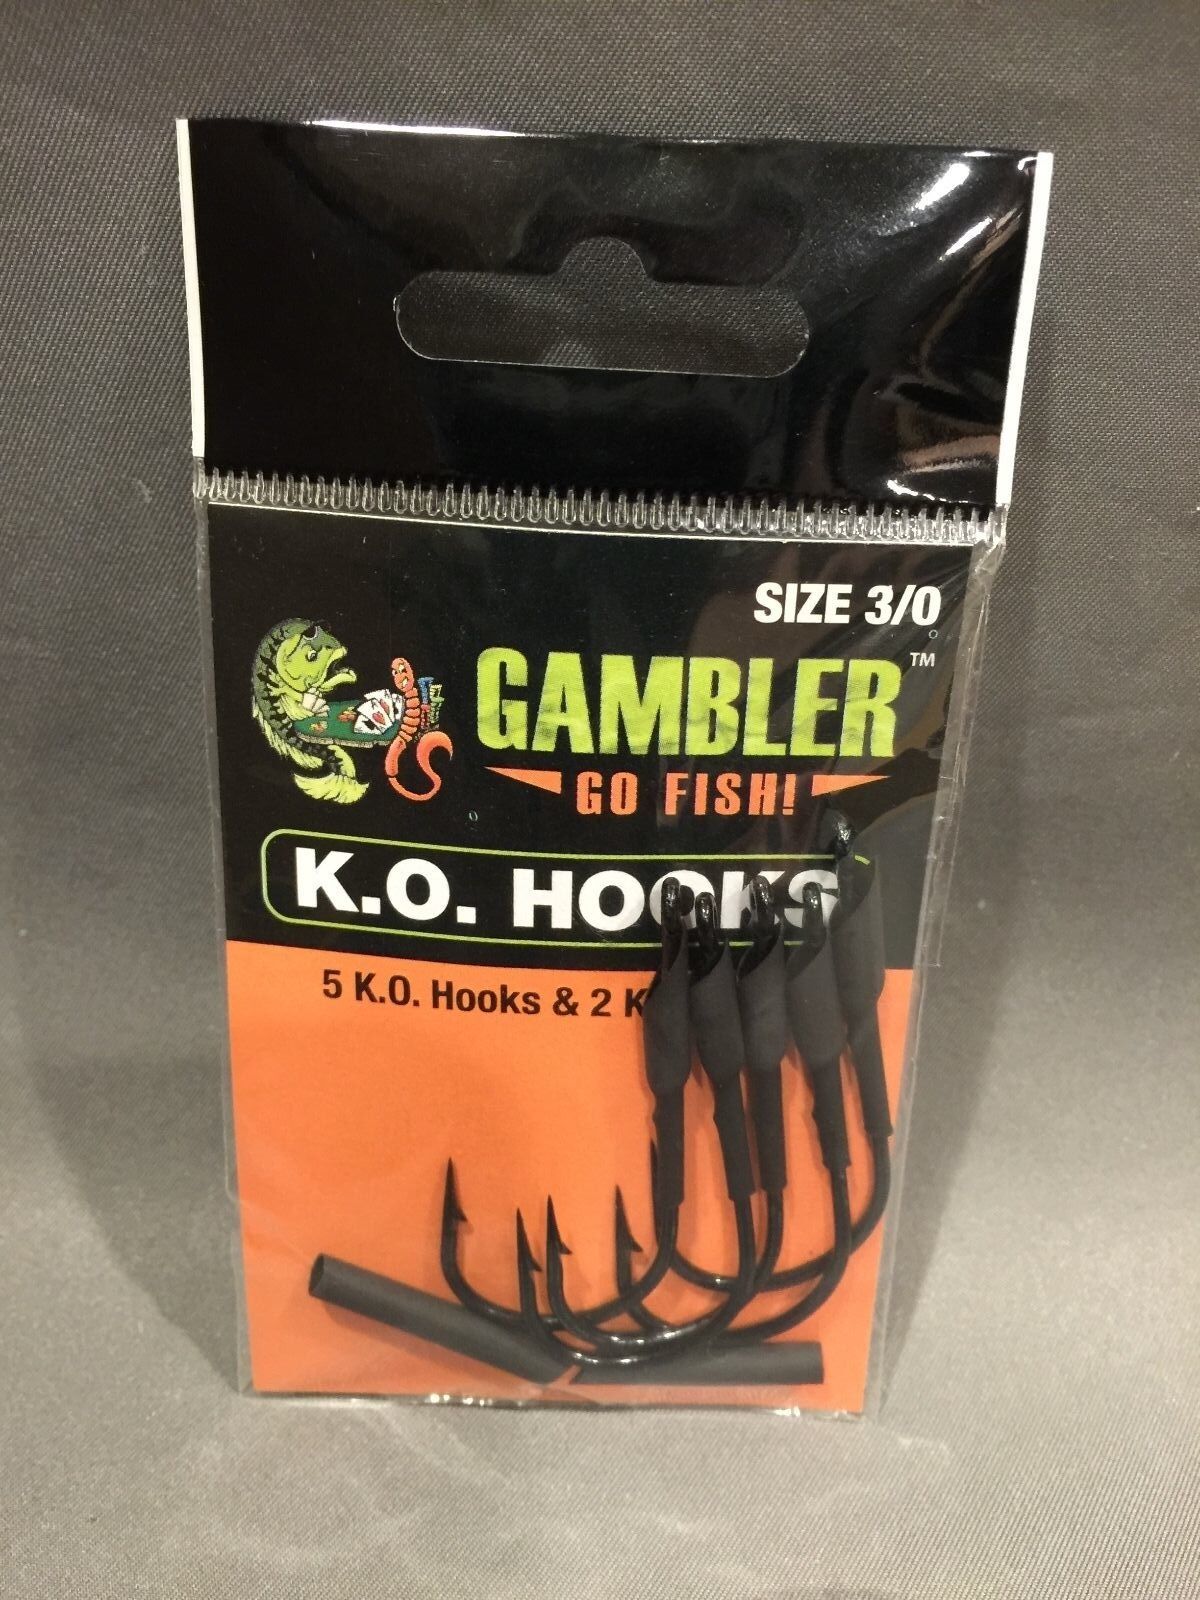 SIZE 3/0
GAMBLER™
GO FISH!
K.O. HOOKS
5 K.O. Hooks & 2 K